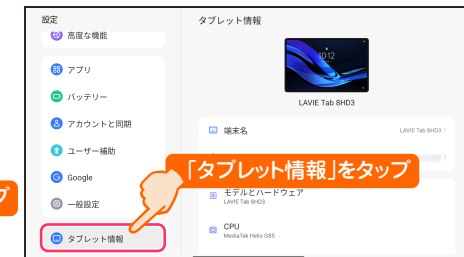 設定
高度な機能
アプリ
バッテリー
アカウントと同期
ユーザー補助
Google
一般設定
タブレット情報
プ
タブレット情報
10:12
LAVIE Tab 8HD3
端末名
LAVIE Tab 8HD3
「タブレット情報」をタップ
モデルとハードウェア
LAVIE Tab 8HD3
CPU
MediaTek Helio G85